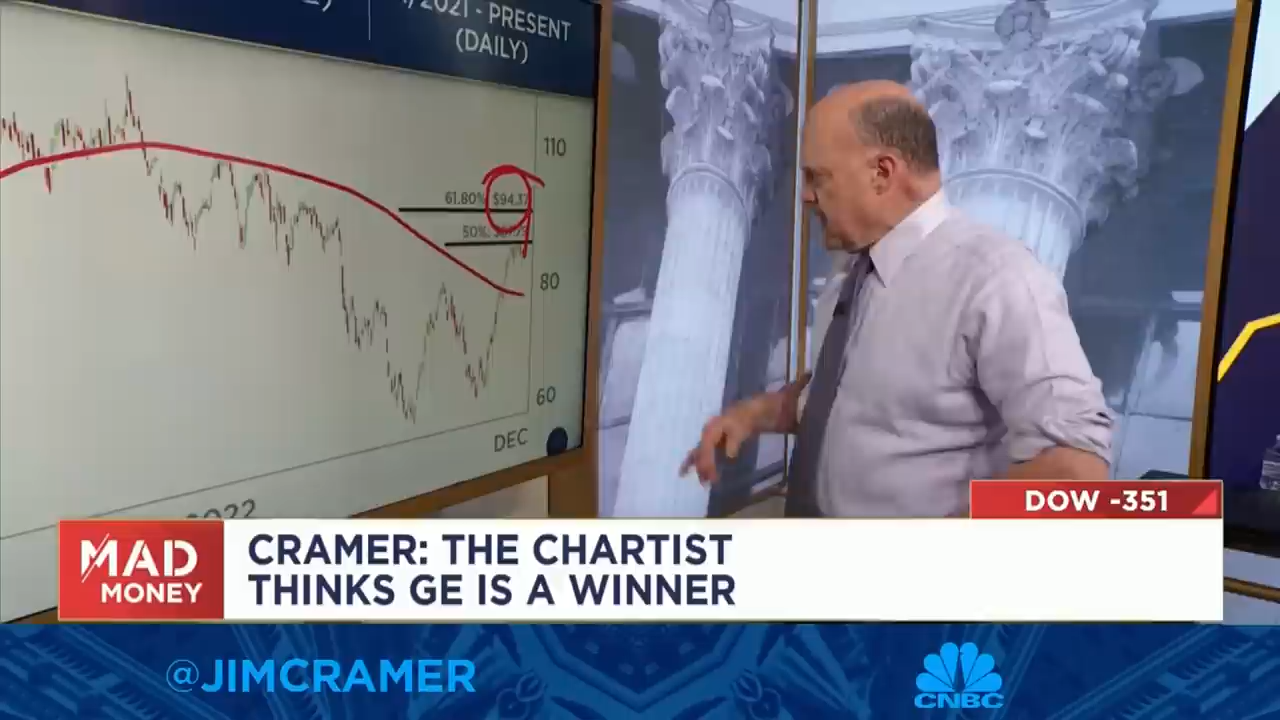 /2021 - PRESENT
(DAILY)
110
61.80% $94.37
50%:
80
60
DEC
2022
DOW -351
MAD
MONEY
CRAMER: THE CHARTIST
THINKS GE IS A WINNER
@JIMCRAMER
CNBC